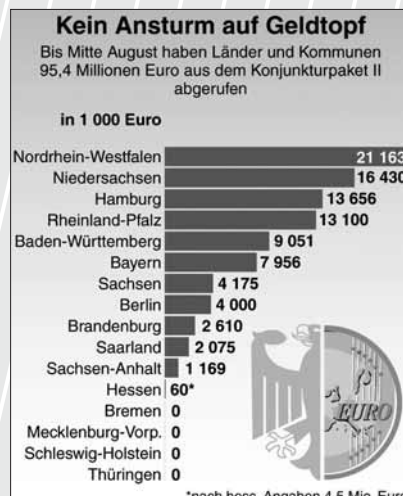 Kein Ansturm auf Geldtopf
Bis Mitte August haben Länder und Kommunen
95,4 Millionen Euro aus dem Konjunkturpaket II
abgerufen
in 1 000 Euro
Nordrhein-Westfalen 21 163
Niedersachsen 16 430
Hamburg 13 656
Rheinland-Pfalz 13 100
Baden-Württemberg 9 051
Bayern 7 956
Sachsen 4 175
Berlin 4 000
Brandenburg 2 610
Saarland 2 075
Sachsen-Anhalt 1 169
Hessen 60*
Bremen 0
Mecklenburg-Vorp. 0
Schleswig-Holstein 0
Thüringen 0
EURO
*nach hess. Angaben 4,5 Mio. Euro